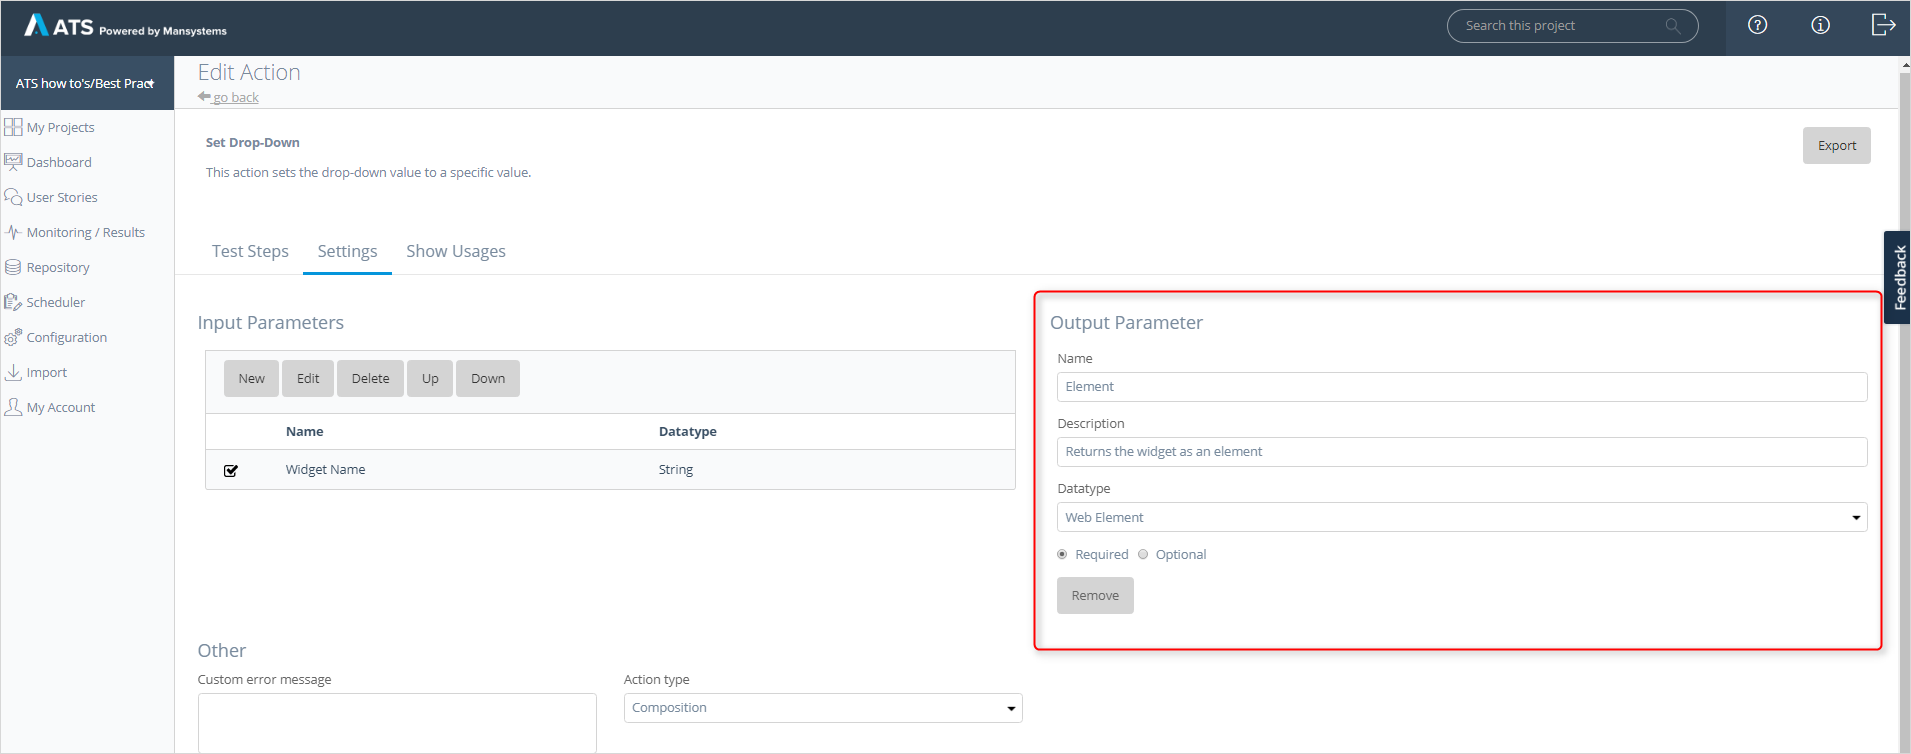 ATS Powered by Mansystems
Search this project
ATS how to's/Best Pract
My Projects
Dashboard
User Stories
Monitoring / Results
Repository
Scheduler
Configuration
Import
My Account
Edit Action
go back
Set Drop-Down
This action sets the drop-down value to a specific value.
Export
Test Steps Settings Show Usages
Feedback
Input Parameters
New Edit Delete Up Down
Name Datatype
Widget Name String
Output Parameter
Name
Element
Description
Returns the widget as an element
Datatype
Web Element
Required Optional
Remove
Other
Custom error message
Action type
Composition